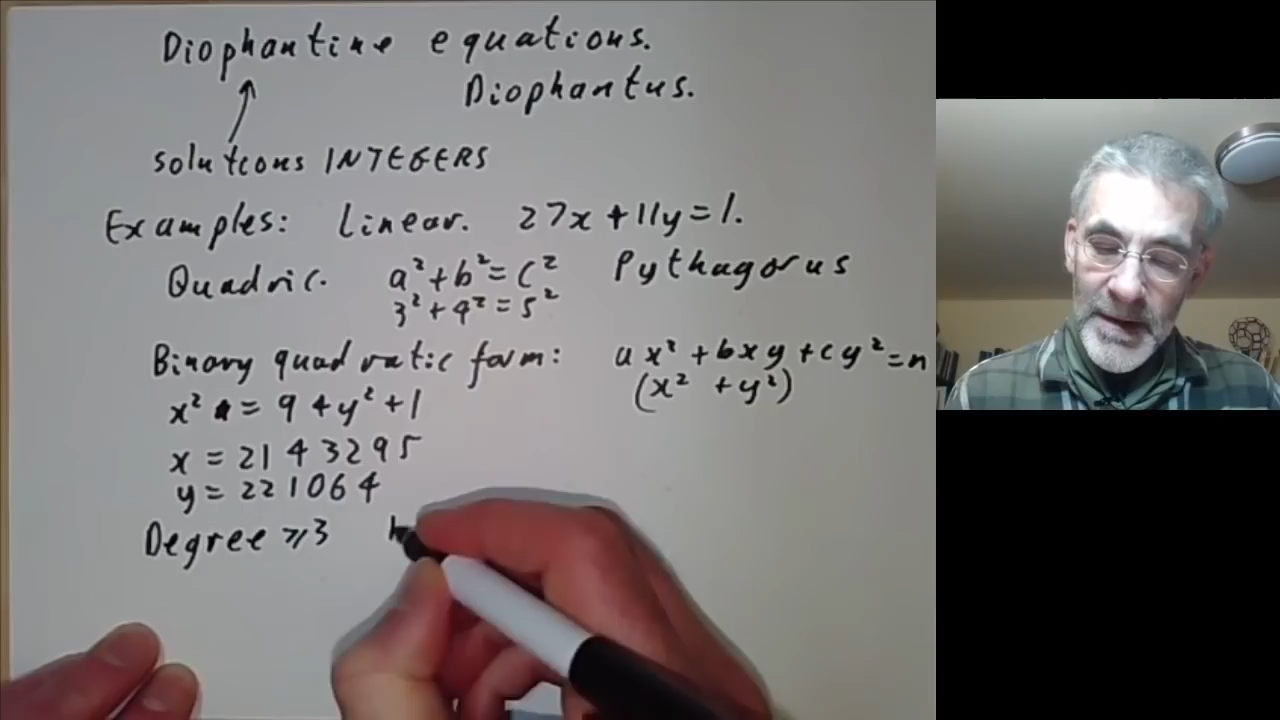 Diophantine equations.
Diophantus.
solutions INTEGERS
Examples: Linear. 27x + 11y = 1.
Quadric. a² + b² = c² Pythagorus
3² + 4² = 5²
Binary quadratic form: ax² + bxy + cy² = n
x² = 94y² + 1 (x² + y²)
x = 2143295
y = 221064
Degree ⩾3